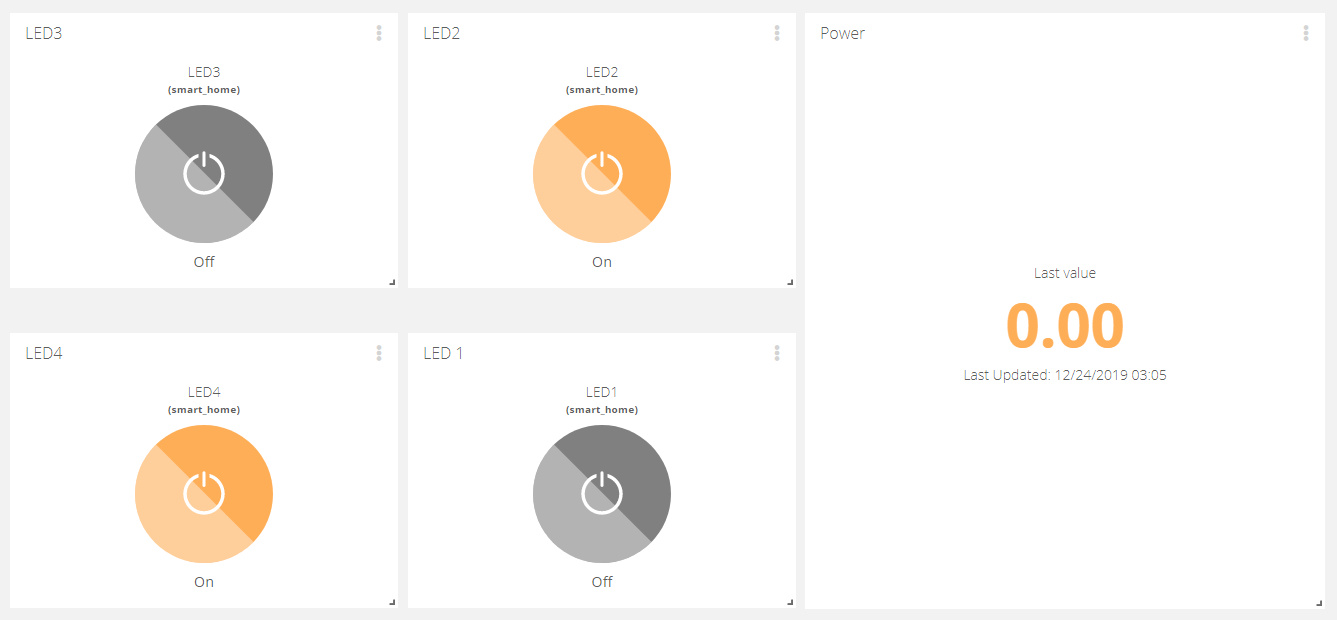 LED3
LED3
(smart_home)
Off
LED2
LED2
(smart_home)
On
Power
Last value
0.00
Last Updated: 12/24/2019 03:05
LED4
LED4
(smart_home)
On
LED 1
LED1
(smart_home)
Off